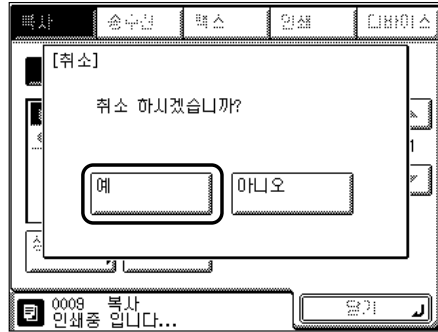 복사 송수신 팩스 인쇄 디바이스
[취소]
취소 하시겠습니까?
1
예 아니오
0009 복사
인쇄중 입니다...
닫기